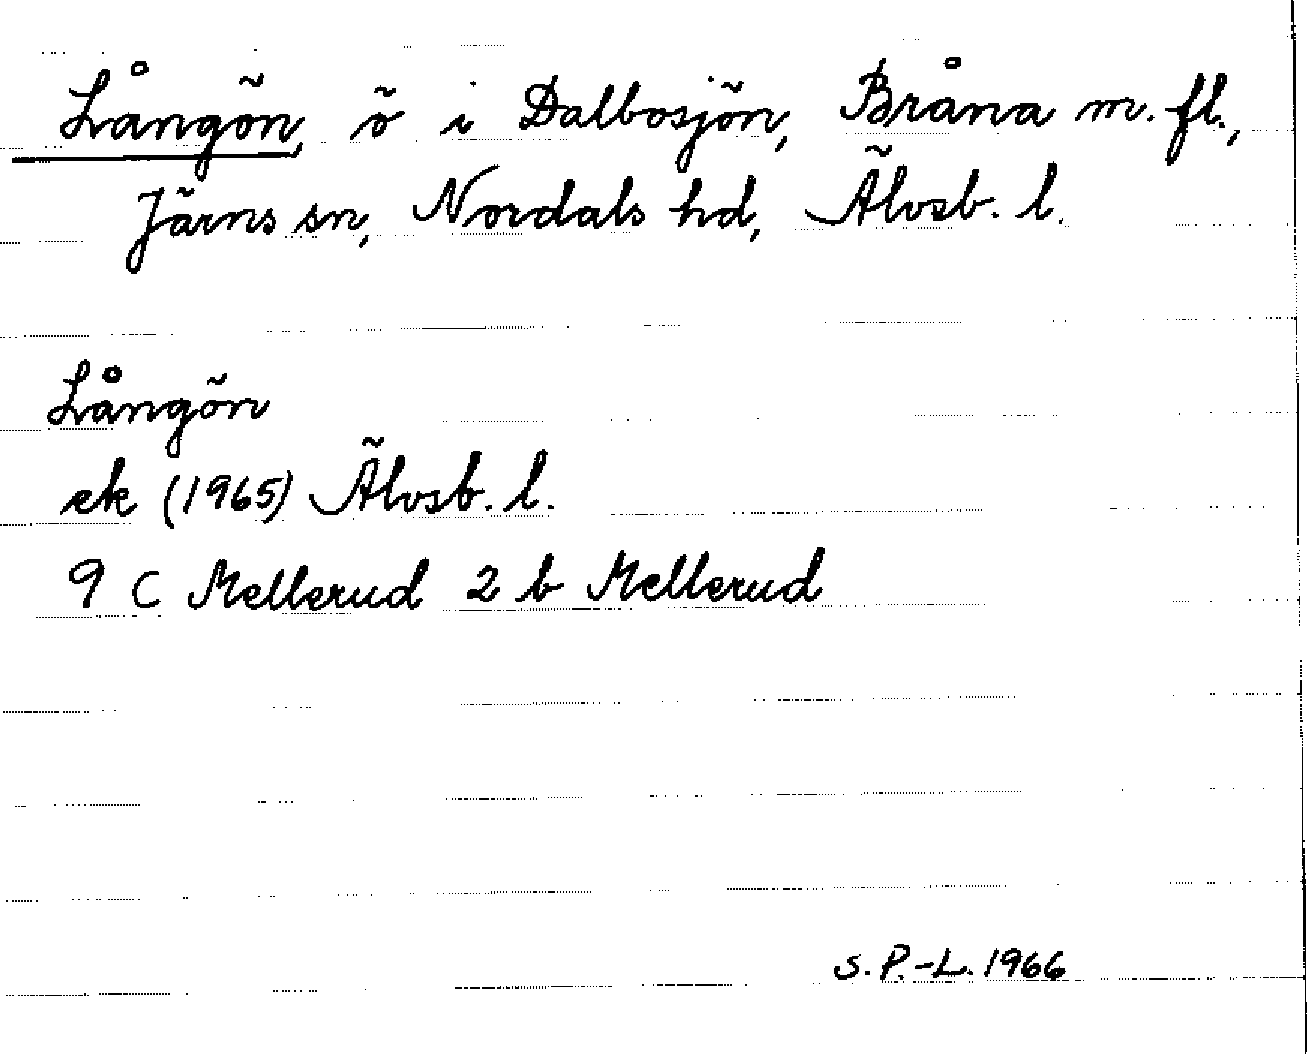 Långön, ö i Dalbosjön, Bråna m. fl.,
Järns sn, Nordals hd, Älvsb. l.
Långön
ek (1965) Älvsb. l.
9 C Mellerud 2 b Mellerud
S. P.-L. 1966